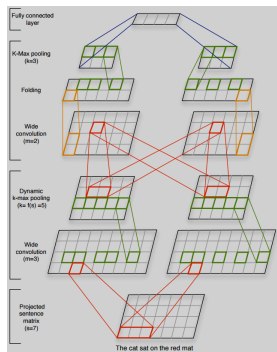 Fully connected
layer
K-Max pooling
(k=3)
Folding
Wide
convolution
(m=2)
Dynamic
k-max pooling
(k= f(s) =5)
Wide
convolution
(m=3)
Projected
sentence
matrix
(s=7)
The cat sat on the red mat